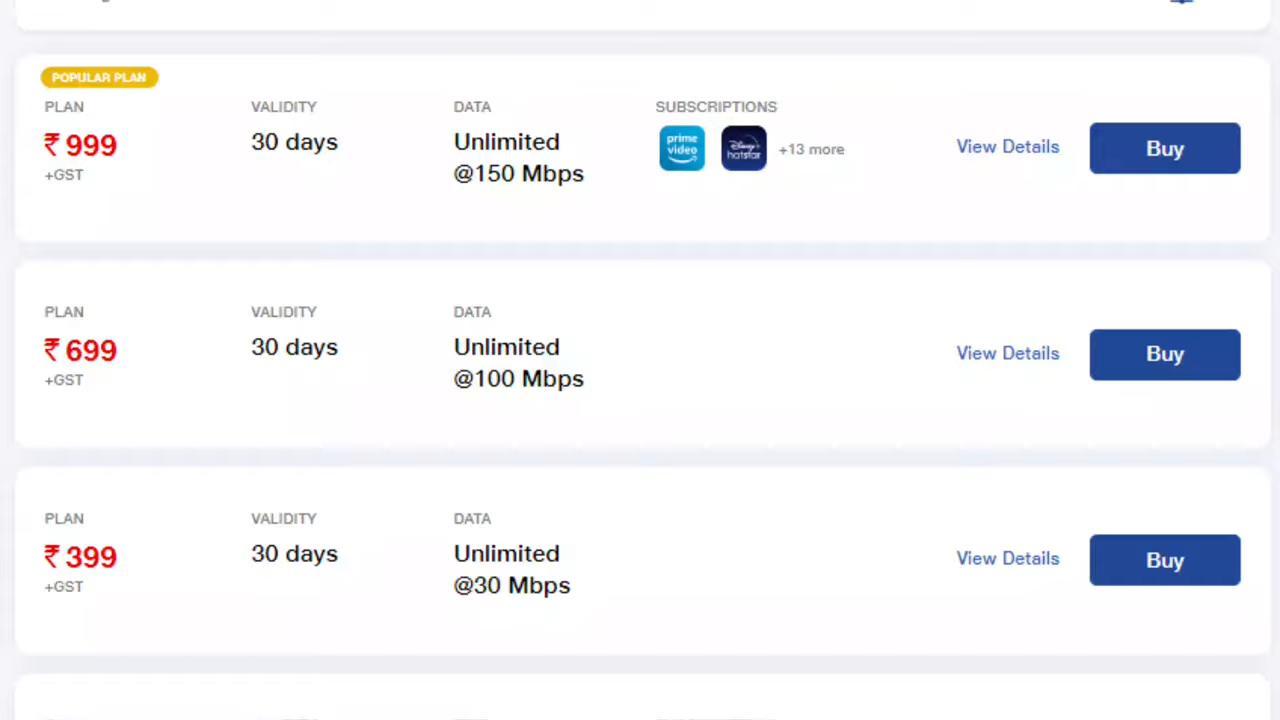 POPULAR PLAN
PLAN VALIDITY DATA SUBSCRIPTIONS
₹ 999 30 days Unlimited prime video Disney+ hotstar +13 more View Details Buy
+GST @150 Mbps
PLAN VALIDITY DATA
₹ 699 30 days Unlimited View Details Buy
+GST @100 Mbps
PLAN VALIDITY DATA
₹ 399 30 days Unlimited View Details Buy
+GST @30 Mbps